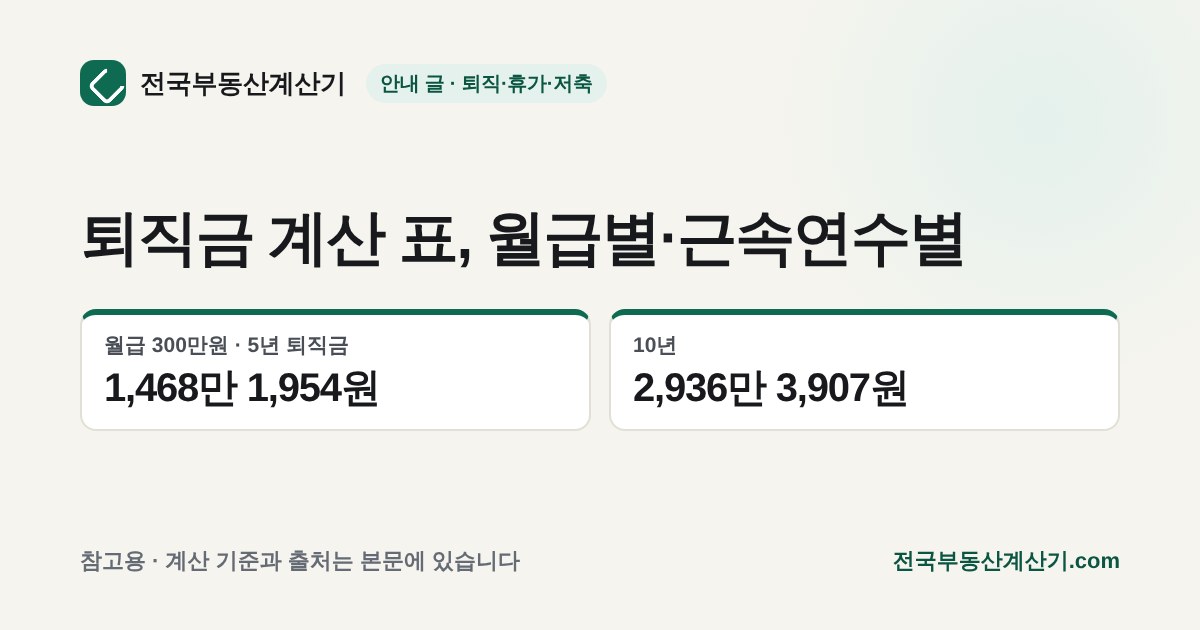 전국부동산계산기
안내 글 · 퇴직·휴가·저축
퇴직금 계산 표, 월급별·근속연수별
월급 300만원 · 5년 퇴직금
1,468만 1,954원
10년
2,936만 3,907원
참고용 · 계산 기준과 출처는 본문에 있습니다
전국부동산계산기.com